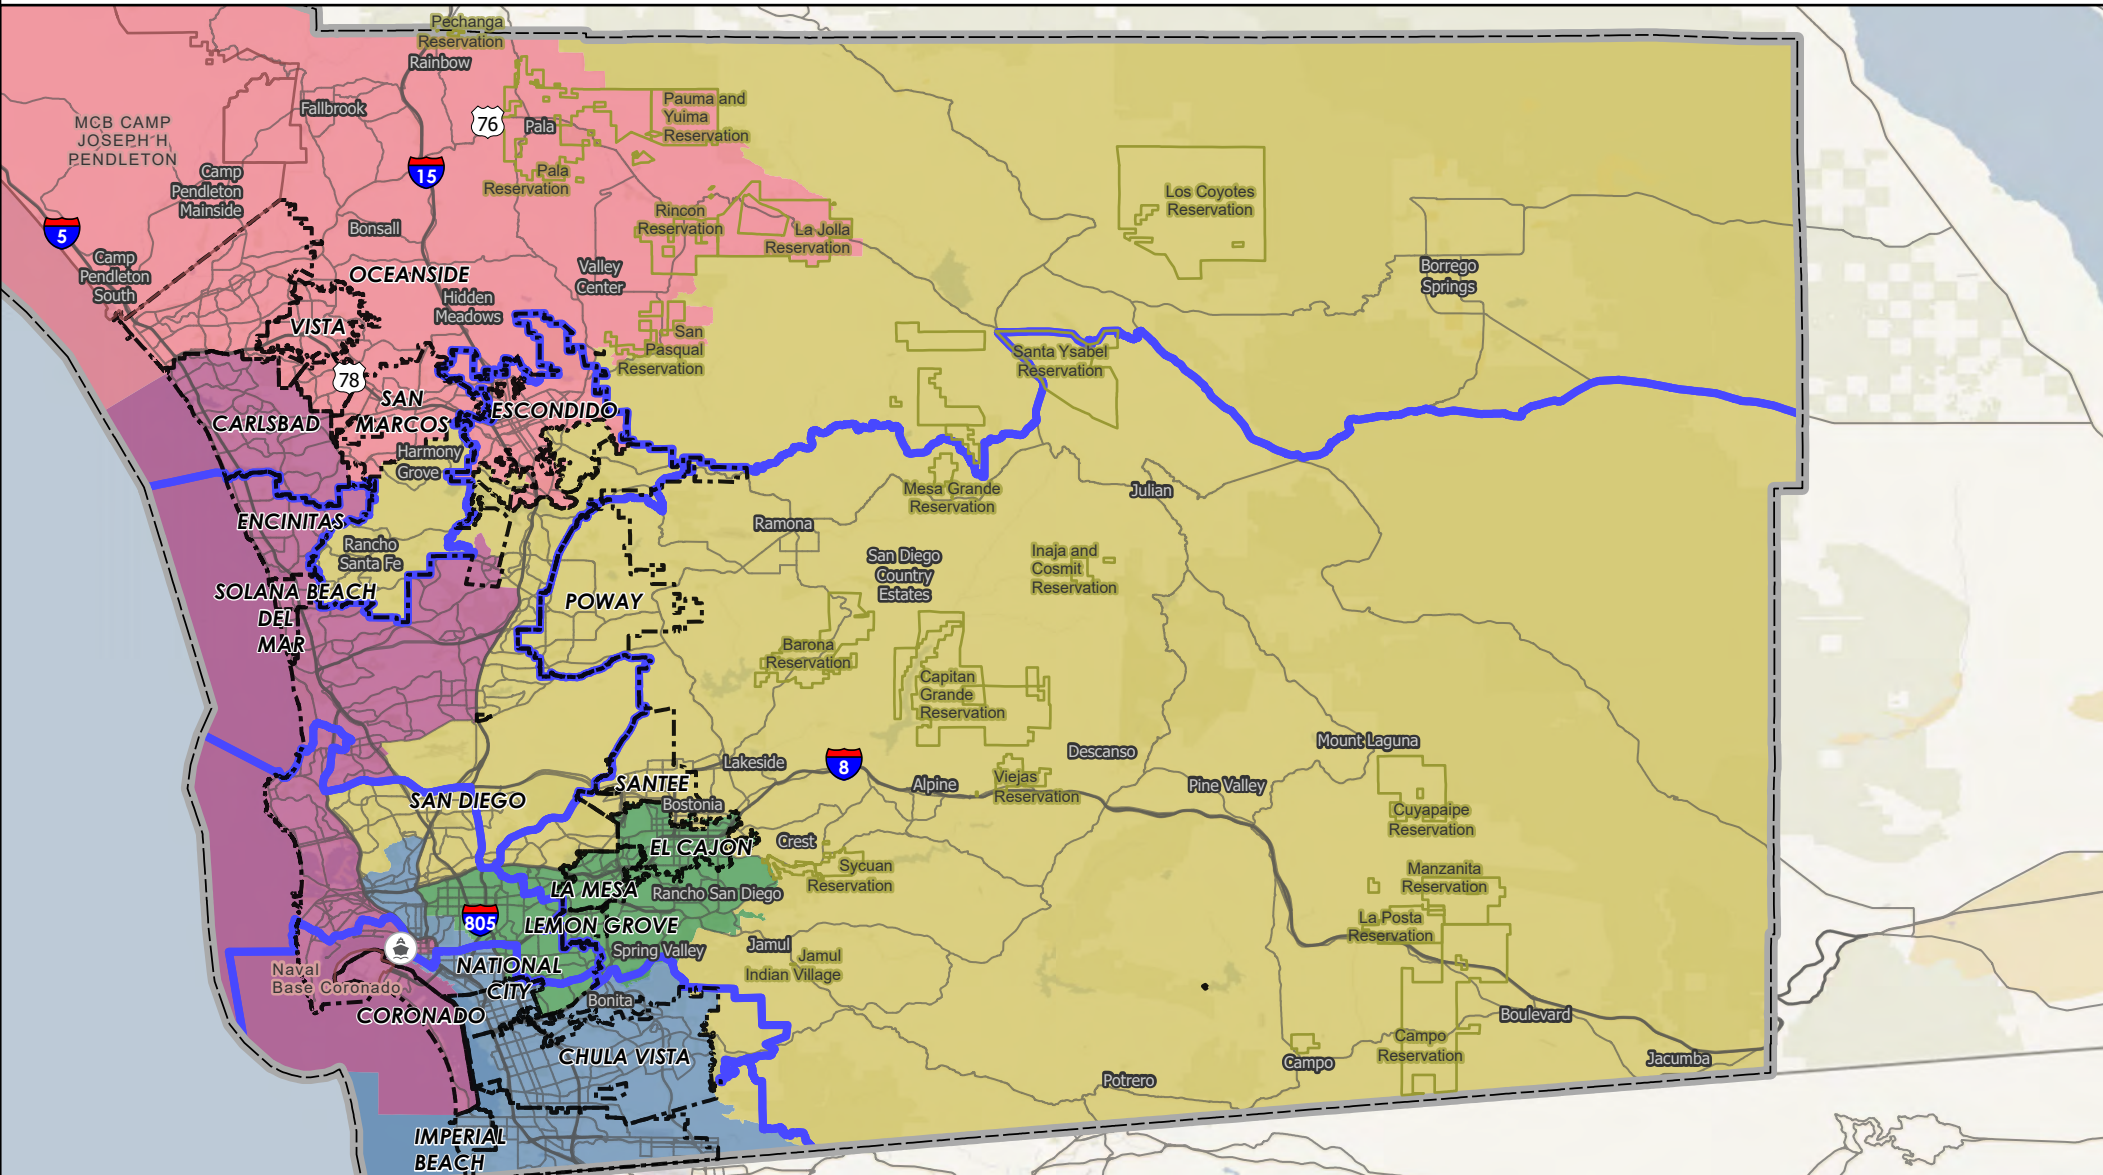 Pechanga
Reservation
Rainbow
Fallbrook
76
Pala
Pauma and
Yuima
Reservation
MCB CAMP
JOSEPH H
PENDLETON
15
Pala
Reservation
Camp
Pendleton
Mainside
Los Coyotes
Reservation
5
Bonsall
Rincon
Reservation
La Jolla
Reservation
Camp
Pendleton
South
OCEANSIDE
Valley
Center
Borrego
Springs
Hidden
Meadows
VISTA
San
Pasqual
Reservation
Santa Ysabel
Reservation
78
SAN
MARCOS
ESCONDIDO
CARLSBAD
Harmony
Grove
Mesa Grande
Reservation
Julian
ENCINITAS
Ramona
Rancho
Santa Fe
San Diego
Country
Estates
Inaja and
Cosmit
Reservation
SOLANA BEACH
DEL
MAR
POWAY
Barona
Reservation
Capitan
Grande
Reservation
Mount Laguna
Descanso
Lakeside
8
SANTEE
Alpine
Viejas
Reservation
Pine Valley
SAN DIEGO
Bostonia
Cuyapaipe
Reservation
EL CAJON
Crest
Sycuan
Reservation
Manzanita
Reservation
LA MESA
Rancho San Diego
805
LEMON GROVE
La Posta
Reservation
Spring Valley
Jamul
Jamul
Indian Village
NATIONAL
CITY
Naval
Base Coronado
Bonita
CORONADO
Boulevard
CHULA VISTA
Campo
Reservation
Campo
Jacumba
Potrero
IMPERIAL
BEACH